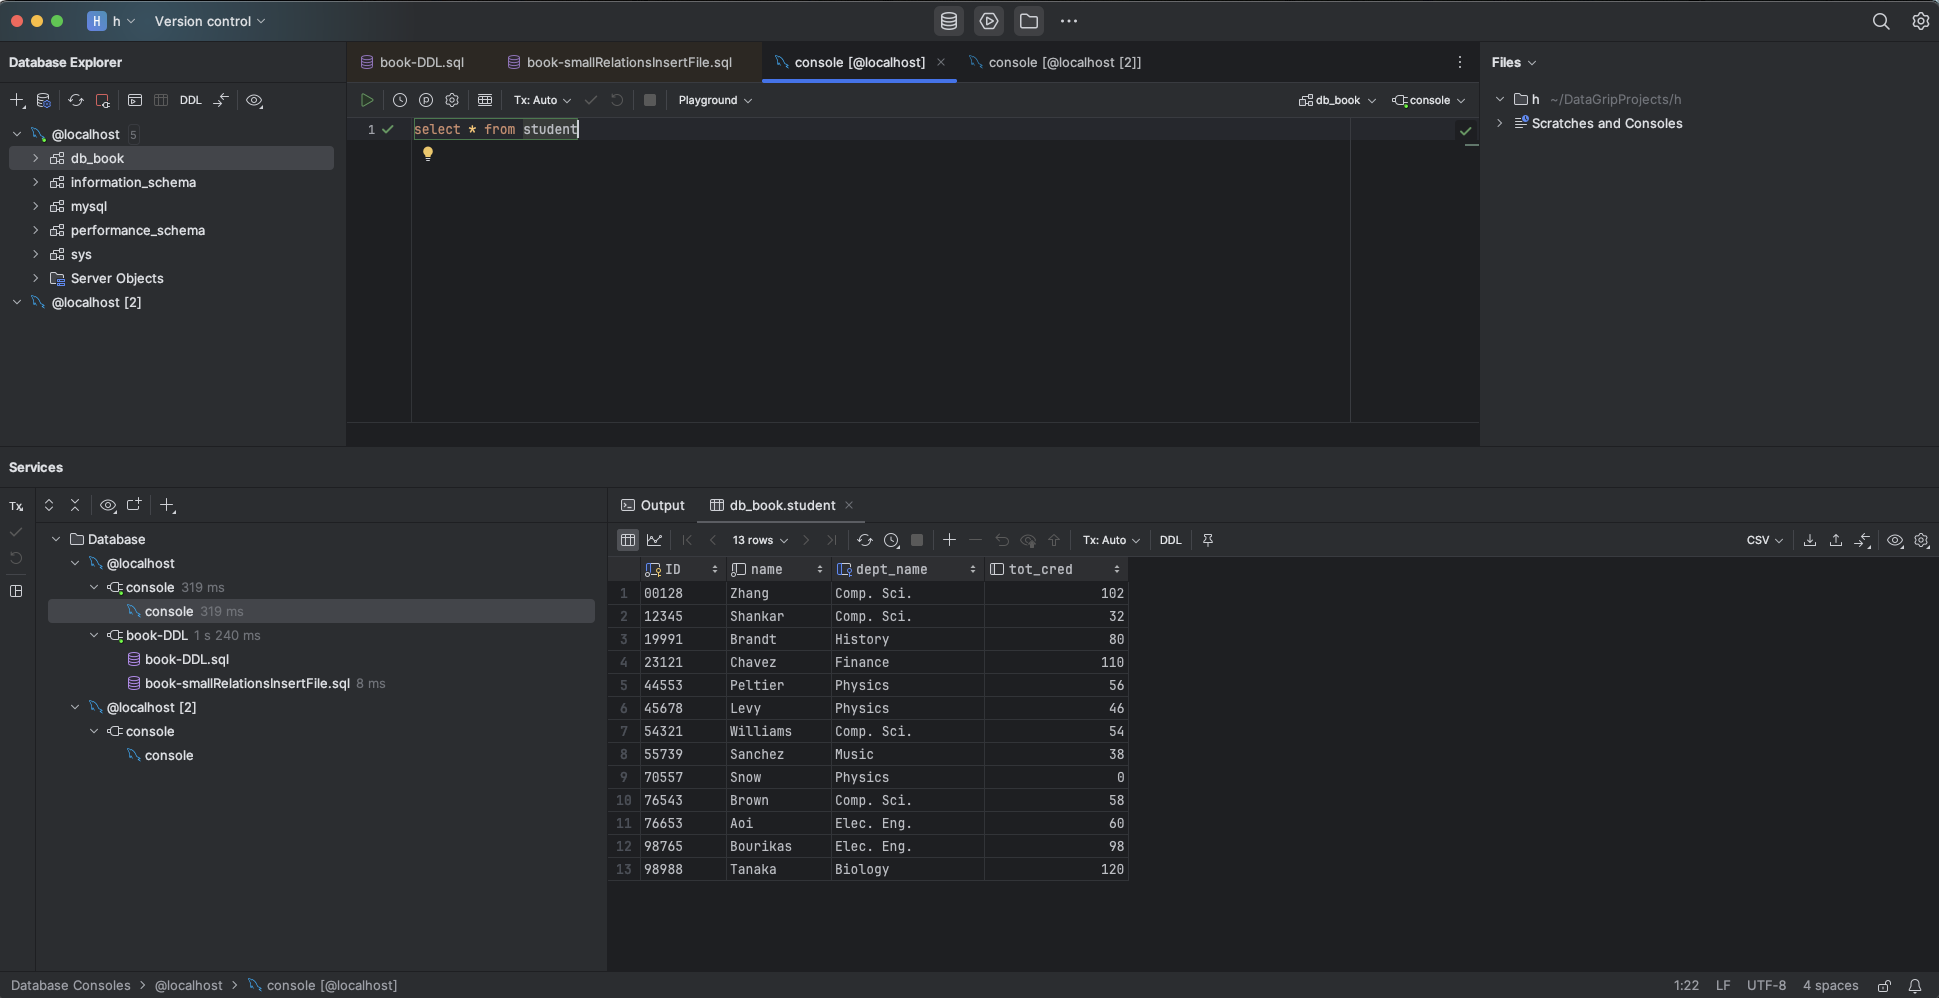 H h Version control
Database Explorer
DDL
@localhost 5
db_book
information_schema
mysql
performance_schema
sys
Server Objects
@localhost [2]
book-DDL.sql book-smallRelationsInsertFile.sql console [@localhost] console [@localhost [2]]
Tx: Auto Playground db_book console
1 select * from student
Files
h ~/DataGripProjects/h
Scratches and Consoles
Services
Tx
Database
@localhost
console 319 ms
console 319 ms
book-DDL 1 s 240 ms
book-DDL.sql
book-smallRelationsInsertFile.sql 8 ms
@localhost [2]
console
console
Output db_book.student
13 rows Tx: Auto DDL CSV
ID name dept_name tot_cred
1 00128 Zhang Comp. Sci. 102
2 12345 Shankar Comp. Sci. 32
3 19991 Brandt History 80
4 23121 Chavez Finance 110
5 44553 Peltier Physics 56
6 45678 Levy Physics 46
7 54321 Williams Comp. Sci. 54
8 55739 Sanchez Music 38
9 70557 Snow Physics 0
10 76543 Brown Comp. Sci. 58
11 76653 Aoi Elec. Eng. 60
12 98765 Bourikas Elec. Eng. 98
13 98988 Tanaka Biology 120
Database Consoles > @localhost > console [@localhost] 1:22 LF UTF-8 4 spaces